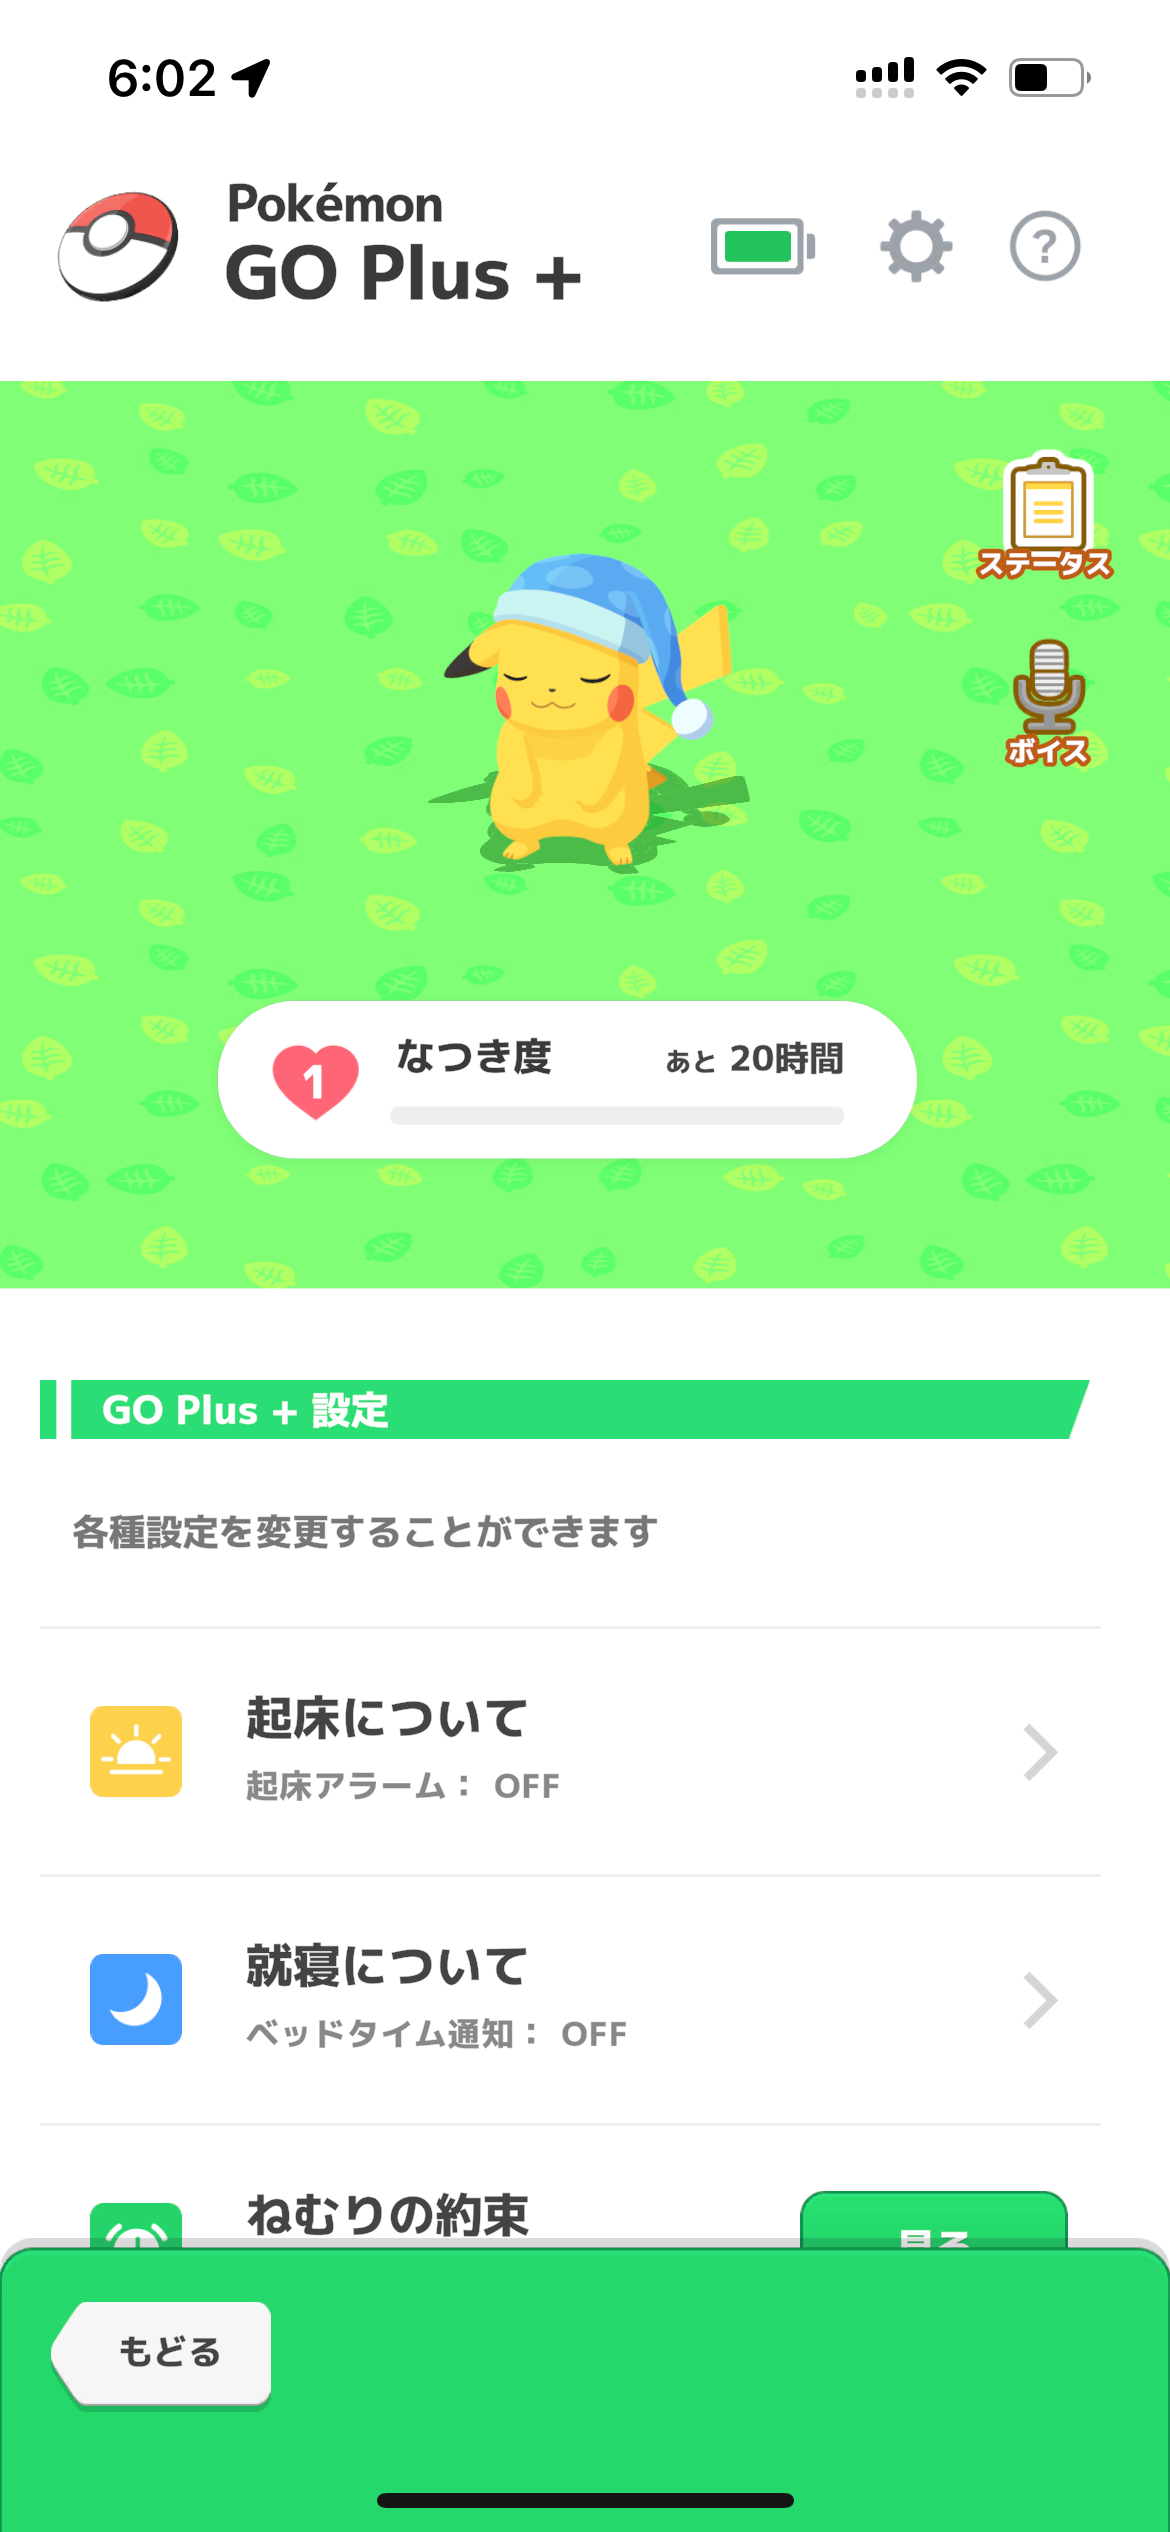 6:02
Pokémon
GO Plus +
ステータス
ボイス
1
なつき度 あと 20時間
GO Plus + 設定
各種設定を変更することができます
起床について
起床アラーム： OFF
就寝について
ベッドタイム通知： OFF
ねむりの約束
見る
もどる